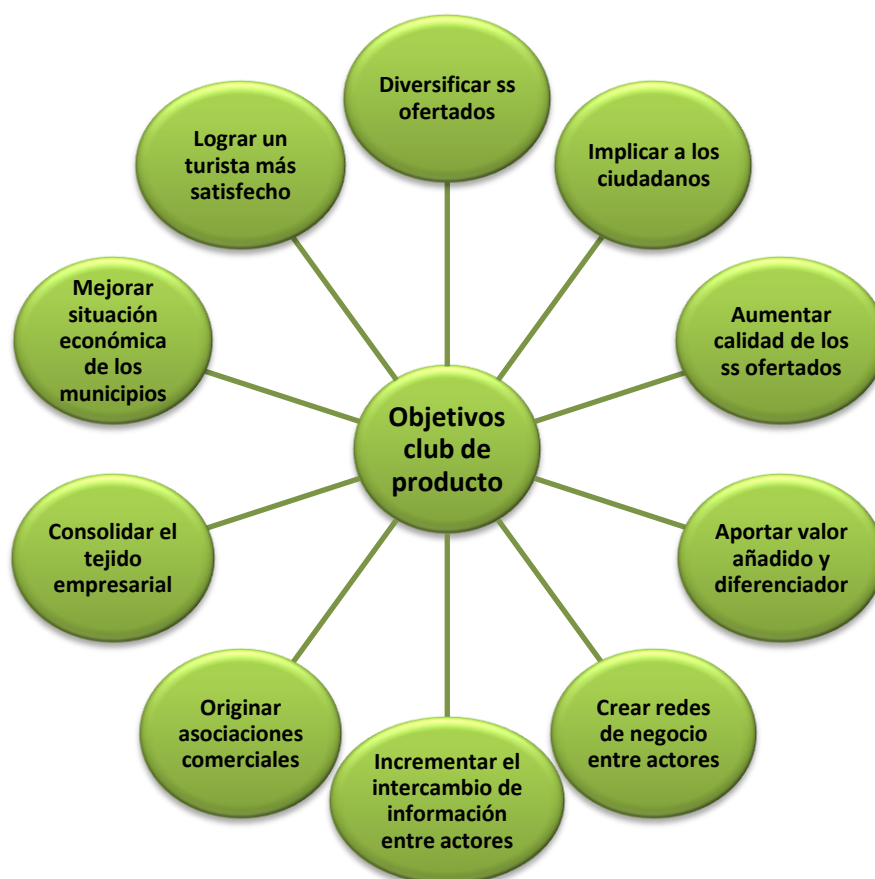 Diversificar ss
ofertados
Implicar a los
ciudadanos
Aumentar
calidad de los
ss ofertados
Aportar valor
añadido y
diferenciador
Crear redes
de negocio
entre actores
Incrementar el
intercambio de
información
entre actores
Originar
asociaciones
comerciales
Consolidar el
tejido
empresarial
Mejorar
situación
económica
de los
municipios
Lograr un
turista más
satisfecho
Objetivos
club de
producto